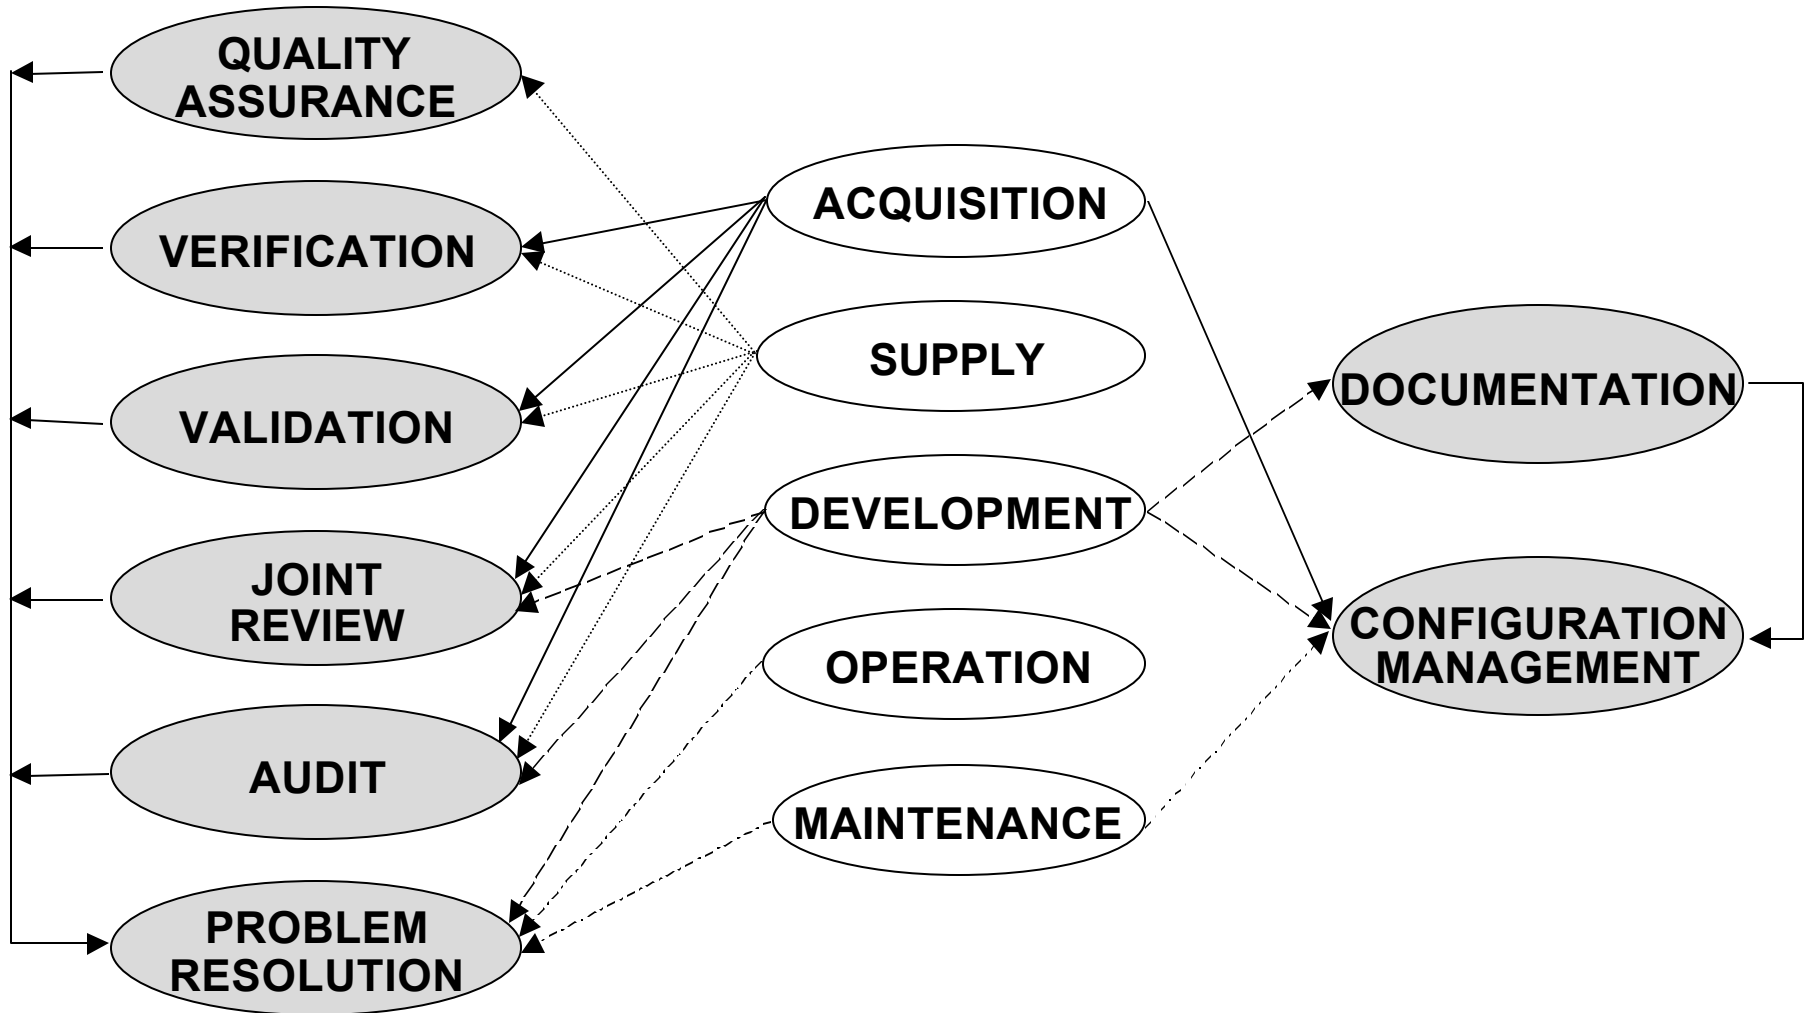 QUALITY
ASSURANCE
VERIFICATION
VALIDATION
JOINT
REVIEW
AUDIT
PROBLEM
RESOLUTION
ACQUISITION
SUPPLY
DEVELOPMENT
OPERATION
MAINTENANCE
DOCUMENTATION
CONFIGURATION
MANAGEMENT